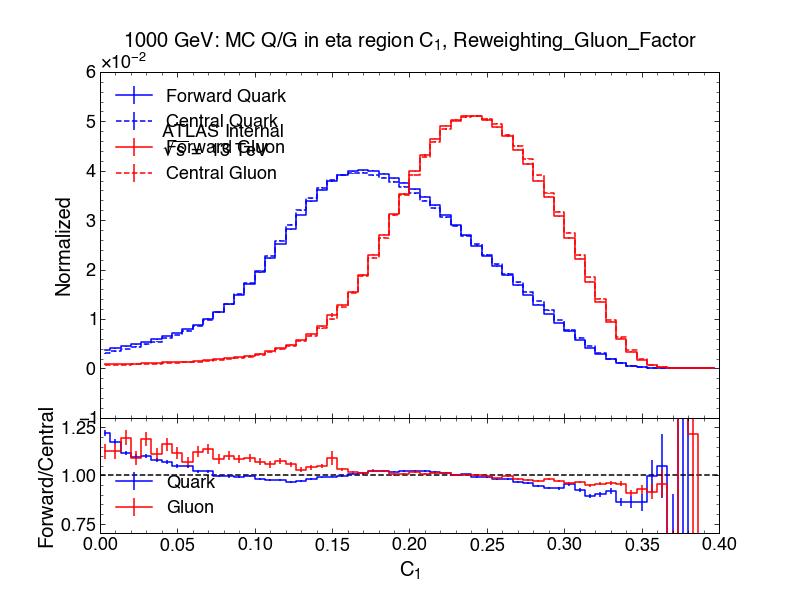 1000 GeV: MC Q/G in eta region C₁, Reweighting_Gluon_Factor
×10⁻²
Forward Quark
Central Quark
ATLAS Internal
Forward Gluon
√s = 13 TeV
Central Gluon
Normalized
6
5
4
3
2
1
0
−1
Forward/Central
1.25
1.00
0.75
Quark
Gluon
0.00 0.05 0.10 0.15 0.20 0.25 0.30 0.35 0.40
C₁